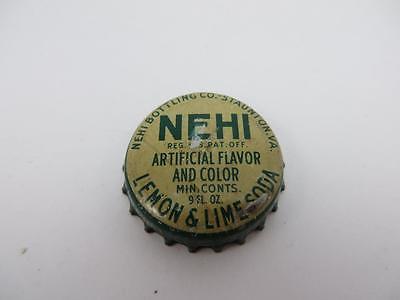 NEHI BOTTLING CO.-STAUNTON, VA.
NEHI
REG. U.S. PAT. OFF.
ARTIFICIAL FLAVOR
AND COLOR
MIN. CONTS.
9 FL. OZ.
LEMON & LIME SODA